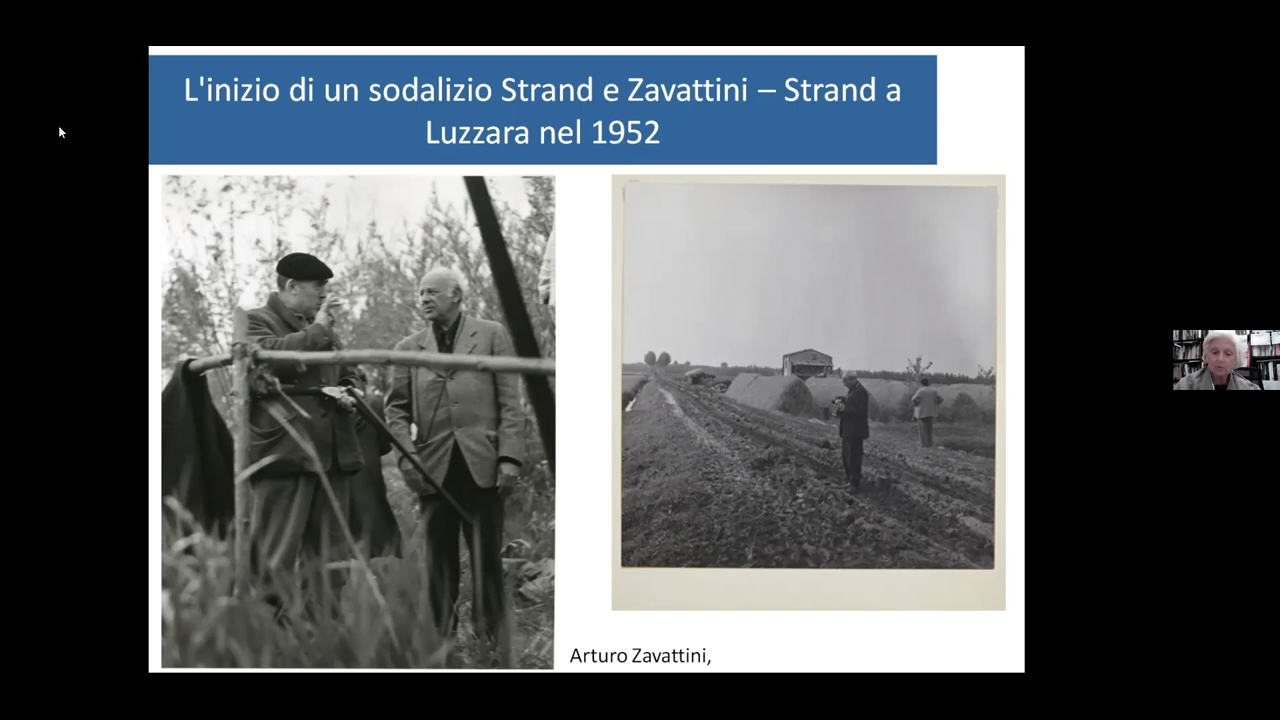 L'inizio di un sodalizio Strand e Zavattini – Strand a
Luzzara nel 1952
Arturo Zavattini,